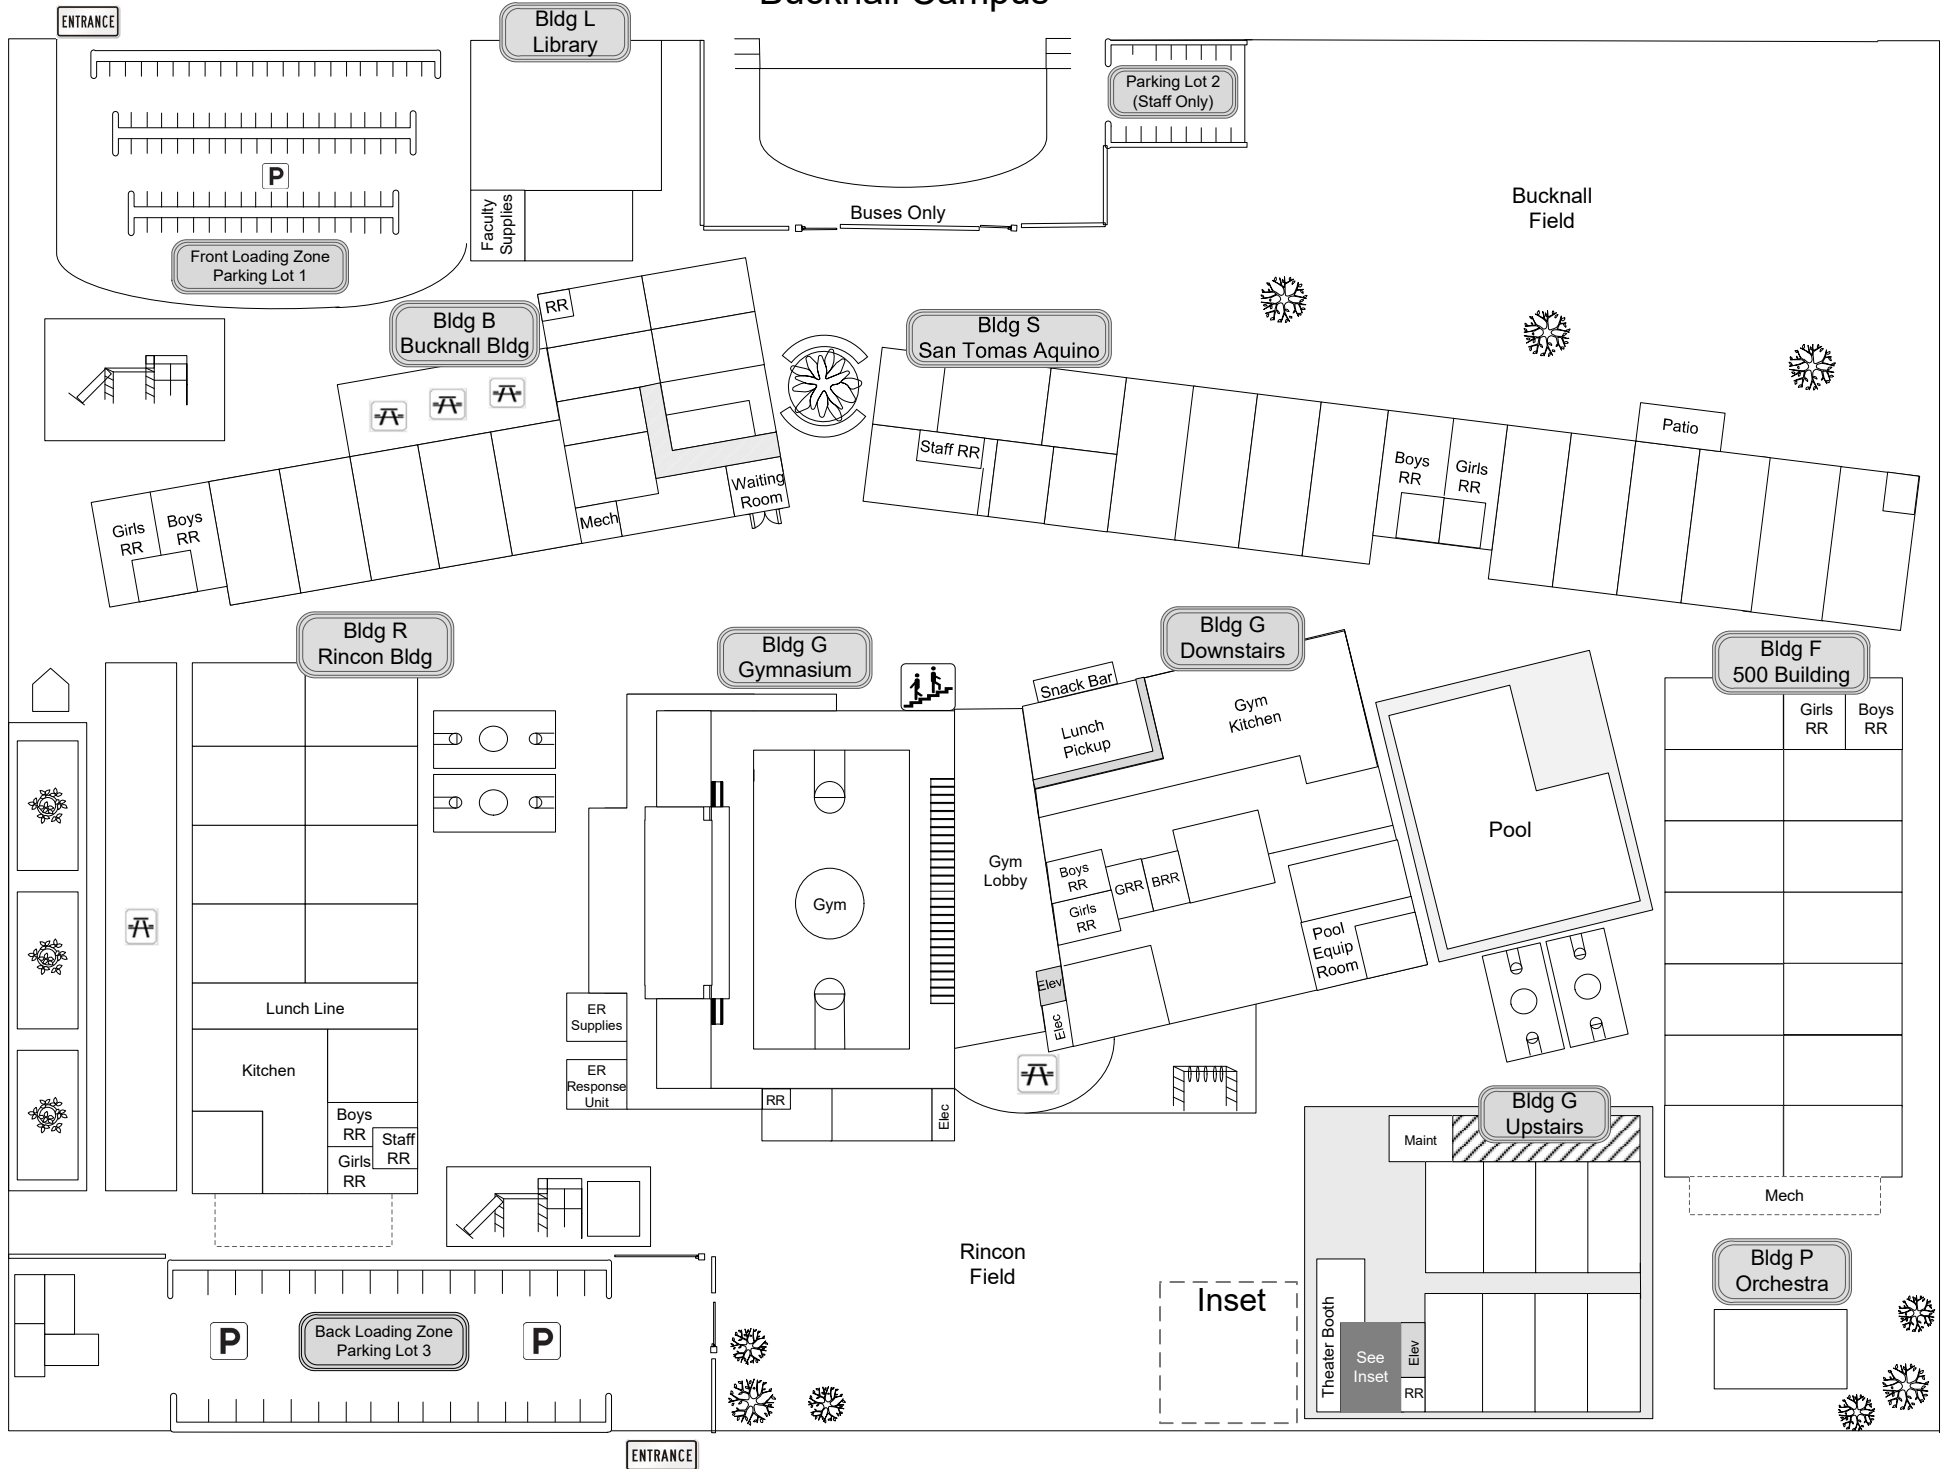 Bucknall Campus
ENTRANCE
Bldg L
Library
Parking Lot 2
(Staff Only)
P
Faculty
Supplies
Buses Only
Bucknall
Field
Front Loading Zone
Parking Lot 1
RR
Bldg B
Bucknall Bldg
Bldg S
San Tomas Aquino
Patio
Staff RR
Boys
RR
Girls
RR
Waiting
Room
Mech
Girls
RR
Boys
RR
Bldg R
Rincon Bldg
Bldg G
Gymnasium
Bldg G
Downstairs
Bldg F
500 Building
Snack Bar
Lunch
Pickup
Gym
Kitchen
Girls
RR
Boys
RR
Pool
Gym
Lobby
Boys
RR
GRR
BRR
Girls
RR
Gym
Pool
Equip
Room
Elev
Elec
Lunch Line
ER
Supplies
Kitchen
ER
Response
Unit
RR
Elec
Boys
RR
Staff
RR
Girls
RR
Bldg G
Upstairs
Maint
Mech
Rincon
Field
Bldg P
Orchestra
Inset
Theater Booth
See
Inset
Elev
RR
P
Back Loading Zone
Parking Lot 3
P
ENTRANCE